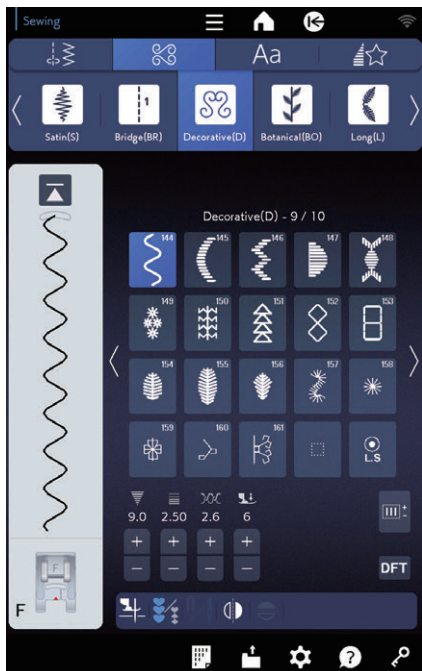 Sewing
Aa
1
Satin(S) Bridge(BR) Decorative(D) Botanical(BO) Long(L)
Decorative(D) - 9 / 10
144 145 146 147 148
149 150 151 152 153
154 155 156 157 158
159 160 161 L.S
9.0 2.50 2.6 6
+ + + +
− − − −
DFT
F
F
?